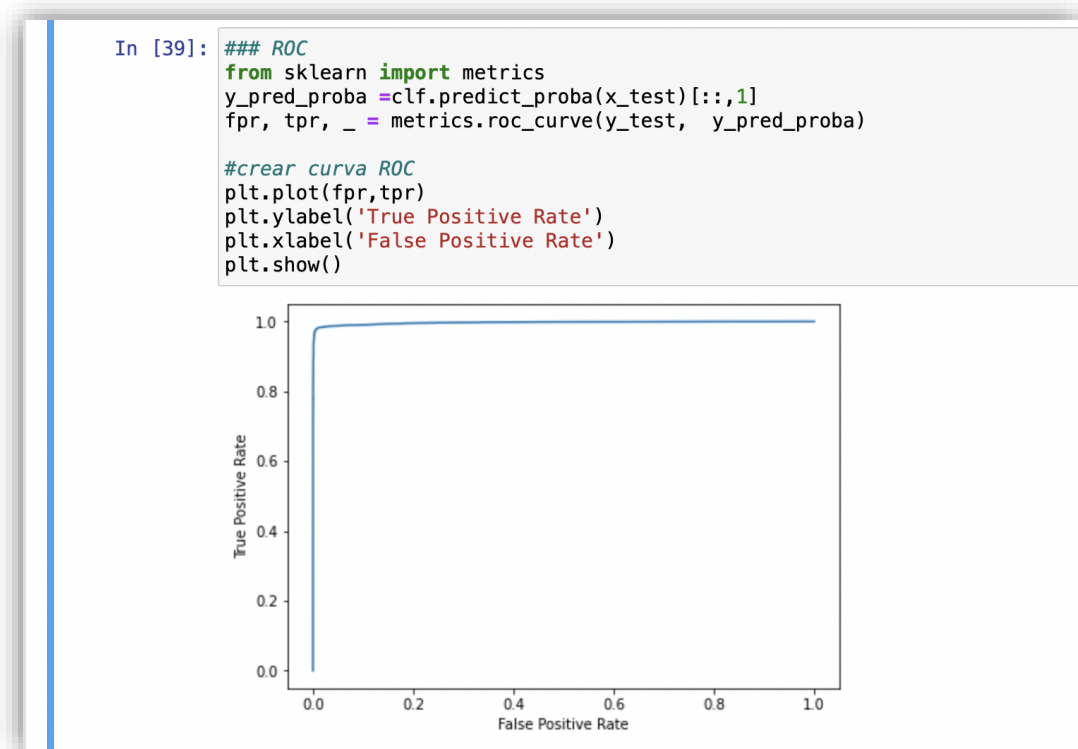 In [39]: ### ROC
from sklearn import metrics
y_pred_proba =clf.predict_proba(x_test)[::,1]
fpr, tpr, _ = metrics.roc_curve(y_test,  y_pred_proba)
#crear curva ROC
plt.plot(fpr,tpr)
plt.ylabel('True Positive Rate')
plt.xlabel('False Positive Rate')
plt.show()
1.0
0.8
0.6
0.4
0.2
0.0
True Positive Rate
0.0 0.2 0.4 0.6 0.8 1.0
False Positive Rate